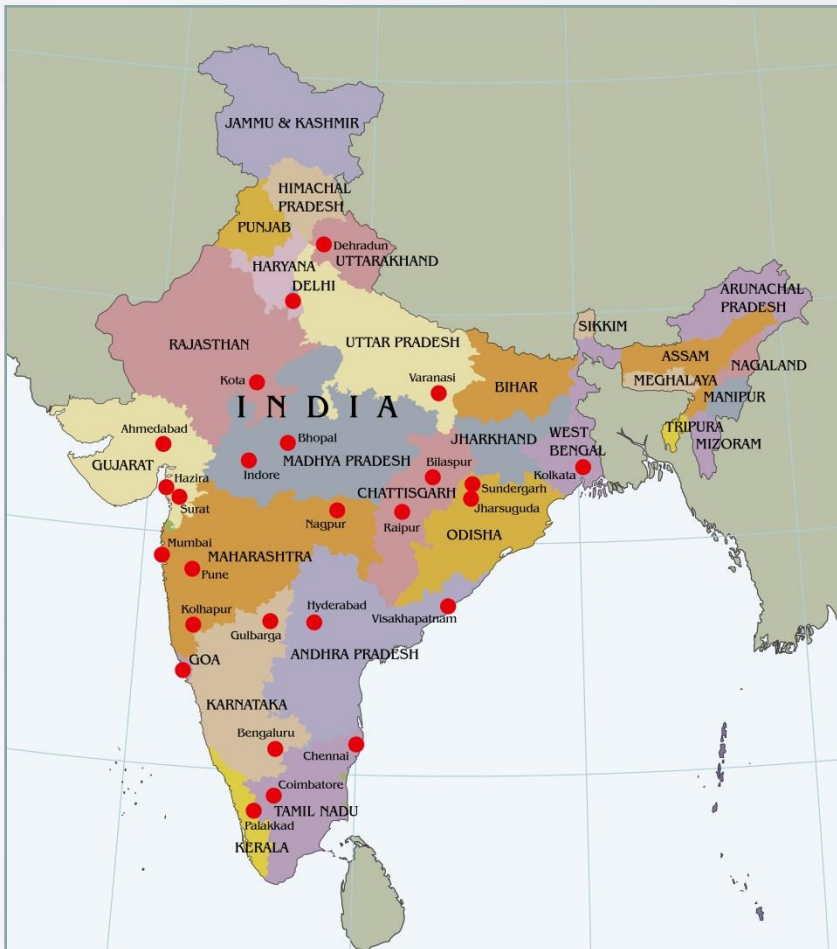 JAMMU & KASHMIR
HIMACHAL
PRADESH
PUNJAB
Dehradun
UTTARAKHAND
HARYANA
DELHI
ARUNACHAL
PRADESH
SIKKIM
RAJASTHAN
UTTAR PRADESH
ASSAM
NAGALAND
MEGHALAYA
MANIPUR
Kota
Varanasi
BIHAR
INDIA
TRIPURA
MIZORAM
Ahmedabad
Bhopal
JHARKHAND
WEST
BENGAL
GUJARAT
Indore
MADHYA PRADESH
Bilaspur
Kolkata
Hazira
CHATTISGARH
Sundergarh
Surat
Jharsuguda
Nagpur
Raipur
ODISHA
Mumbai
MAHARASHTRA
Pune
Kolhapur
Hyderabad
Visakhapatnam
Gulbarga
ANDHRA PRADESH
GOA
KARNATAKA
Bengaluru
Chennai
Coimbatore
TAMIL NADU
Palakkad
KERALA